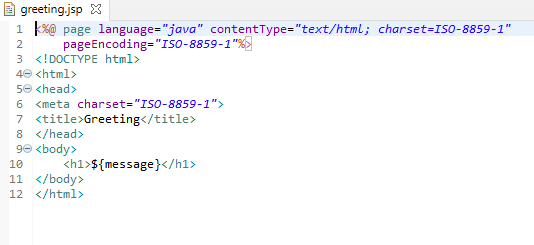 greeting.jsp
1 <%@ page language="java" contentType="text/html; charset=ISO-8859-1"
2     pageEncoding="ISO-8859-1"%>
3 <!DOCTYPE html>
4 <html>
5 <head>
6 <meta charset="ISO-8859-1">
7 <title>Greeting</title>
8 </head>
9 <body>
10     <h1>${message}</h1>
11 </body>
12 </html>